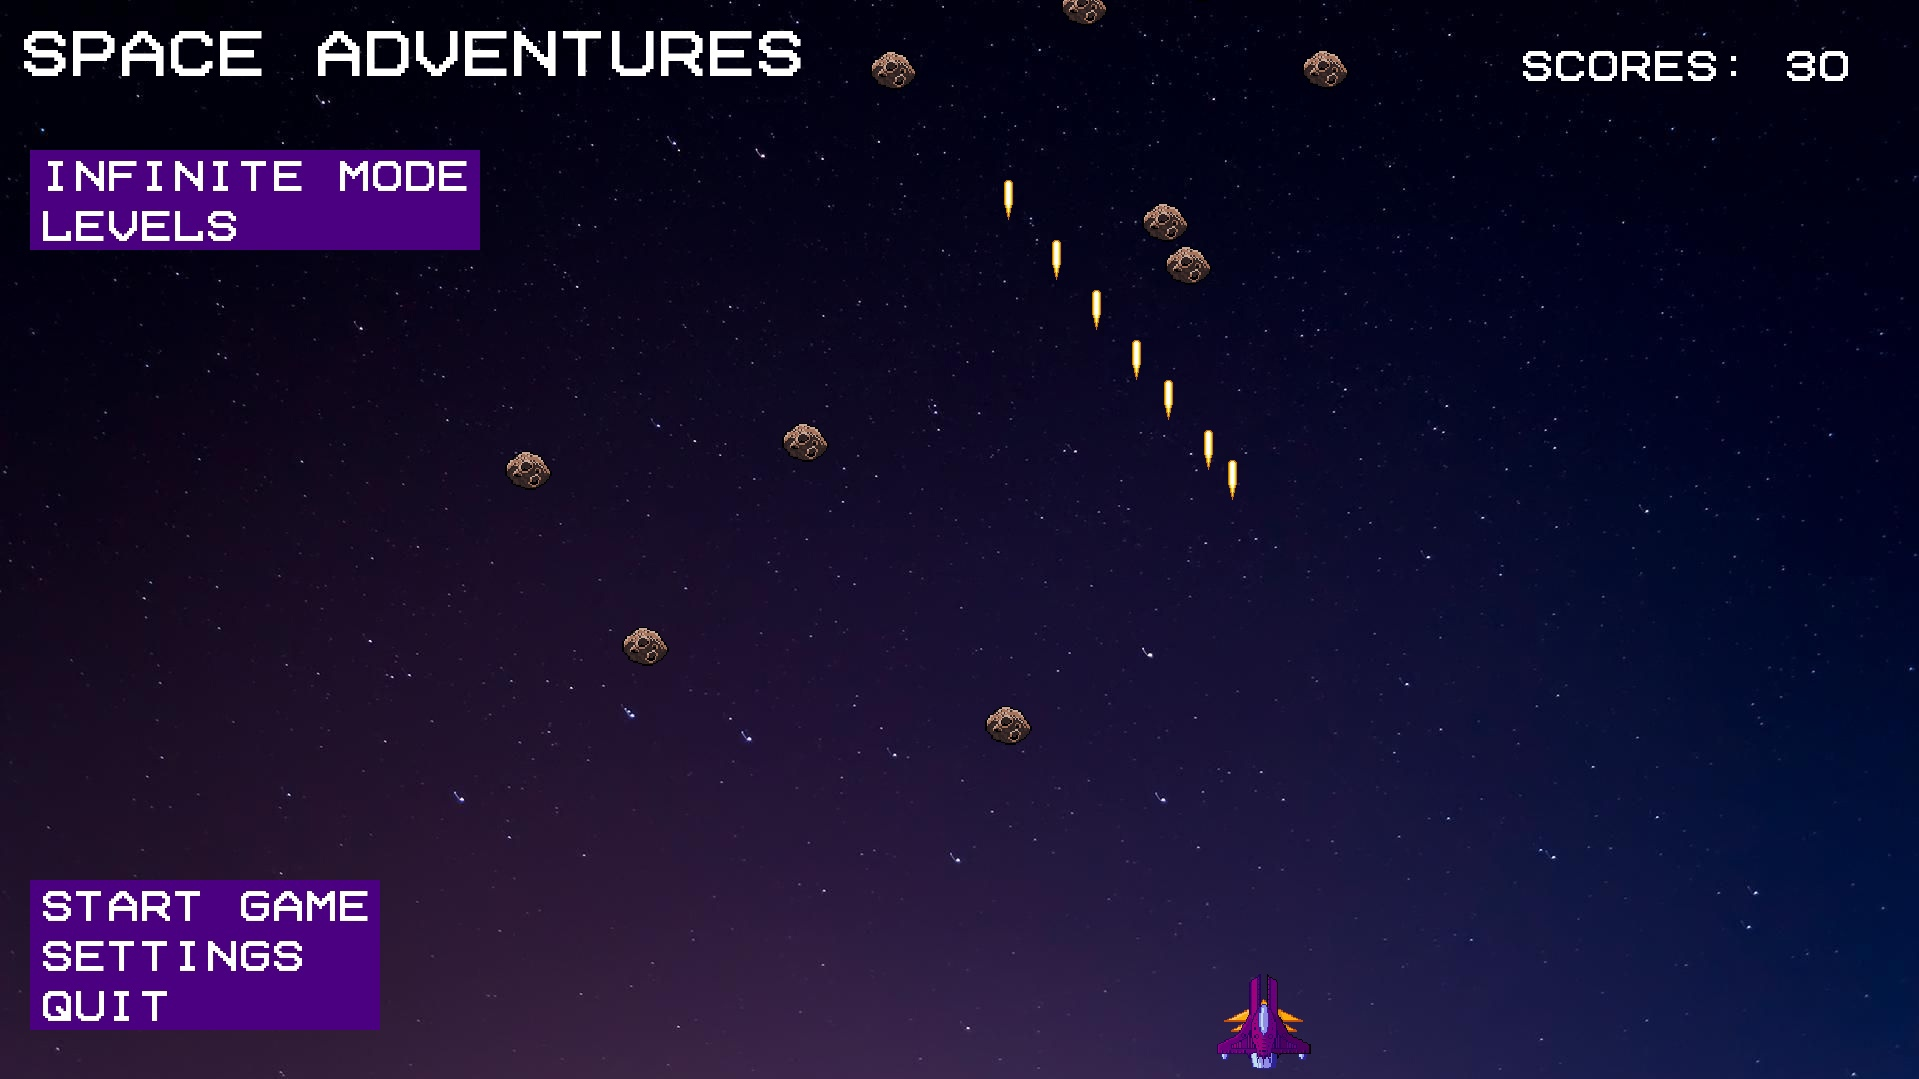 SPACE ADVENTURES
SCORES: 30
INFINITE MODE
LEVELS
START GAME
SETTINGS
QUIT